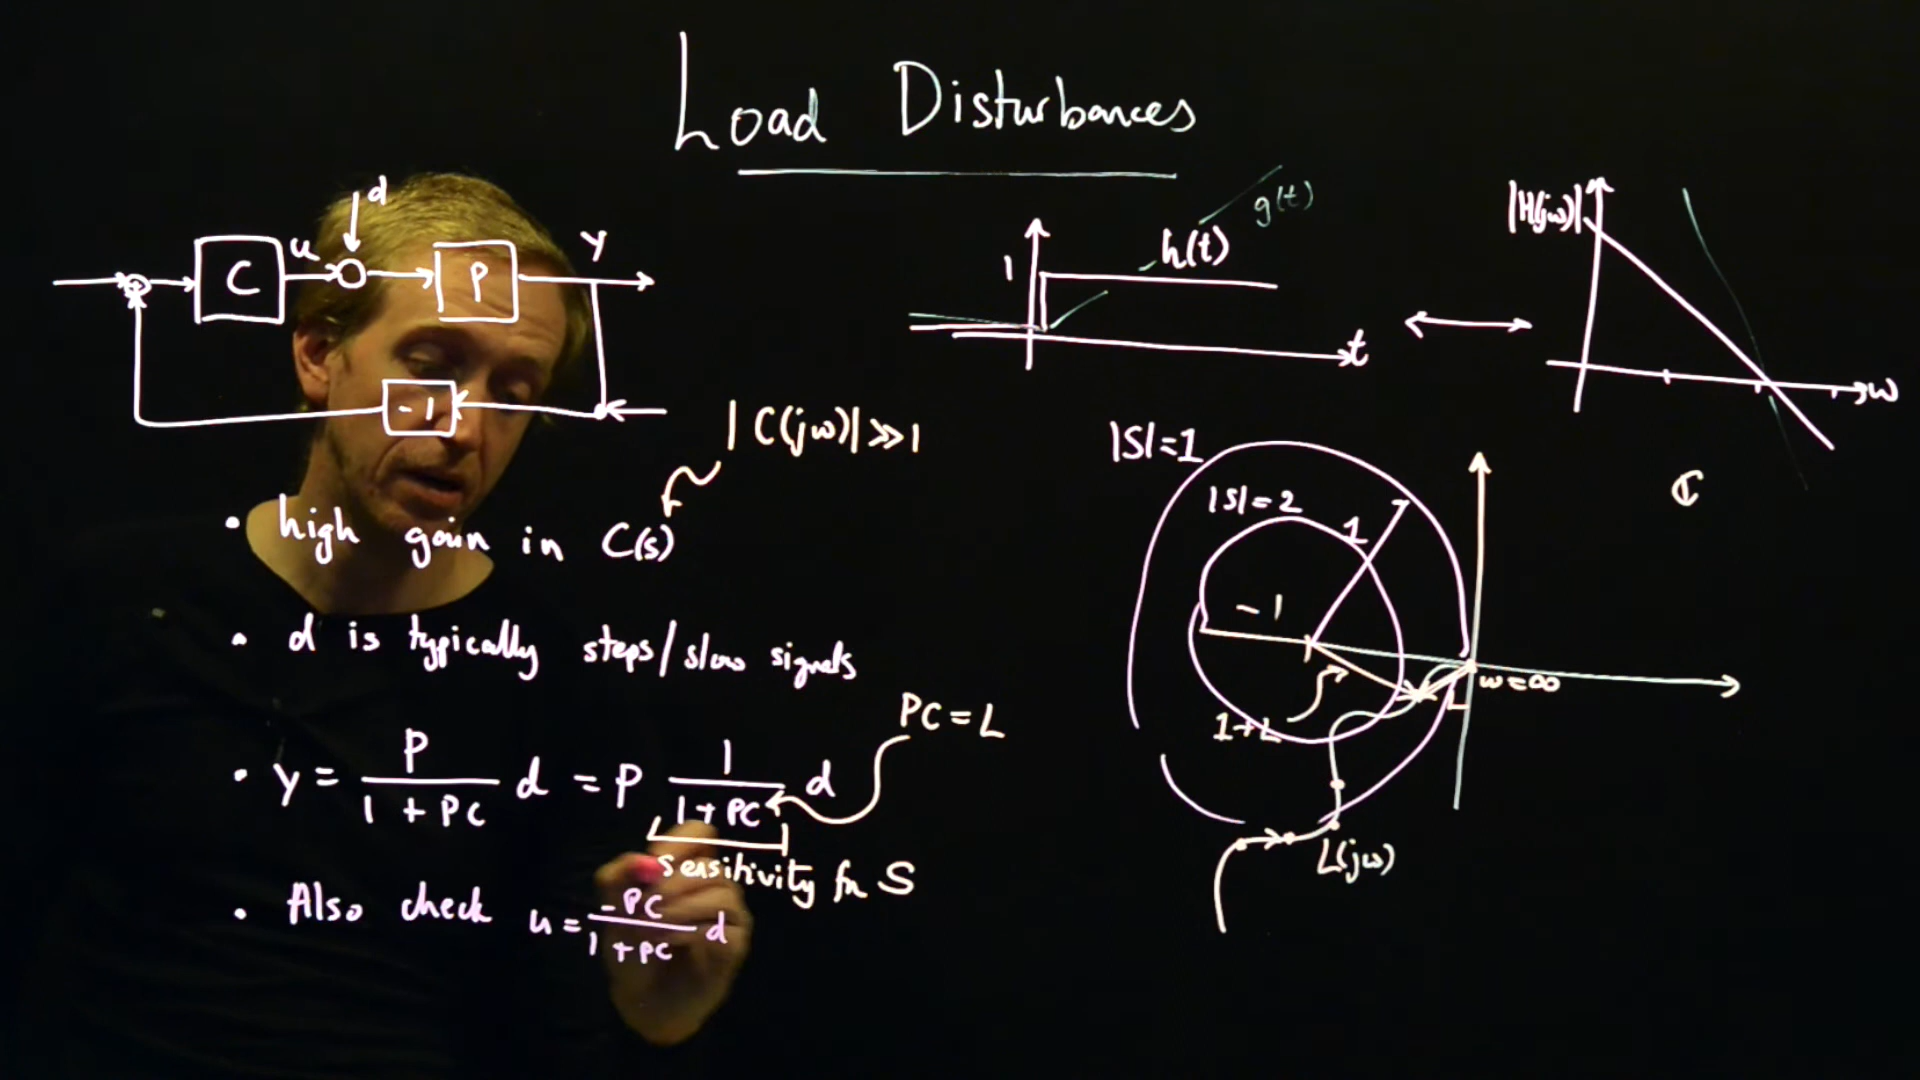 Load Disturbances
d
u
y
C
P
-1
|C(jω)| >> 1
• high gain in C(s)
• d is typically steps/slow signals
PC = L
• y = P / (1 + PC) d = P 1 / (1 + PC) d
sensitivity fn S
• Also check u = -PC / (1 + PC) d
g(t)
h(t)
1
t
|H(jω)|
ω
ℂ
|S|=1
|S|=2
1
-1
ω=∞
L
1+L
L(jω)